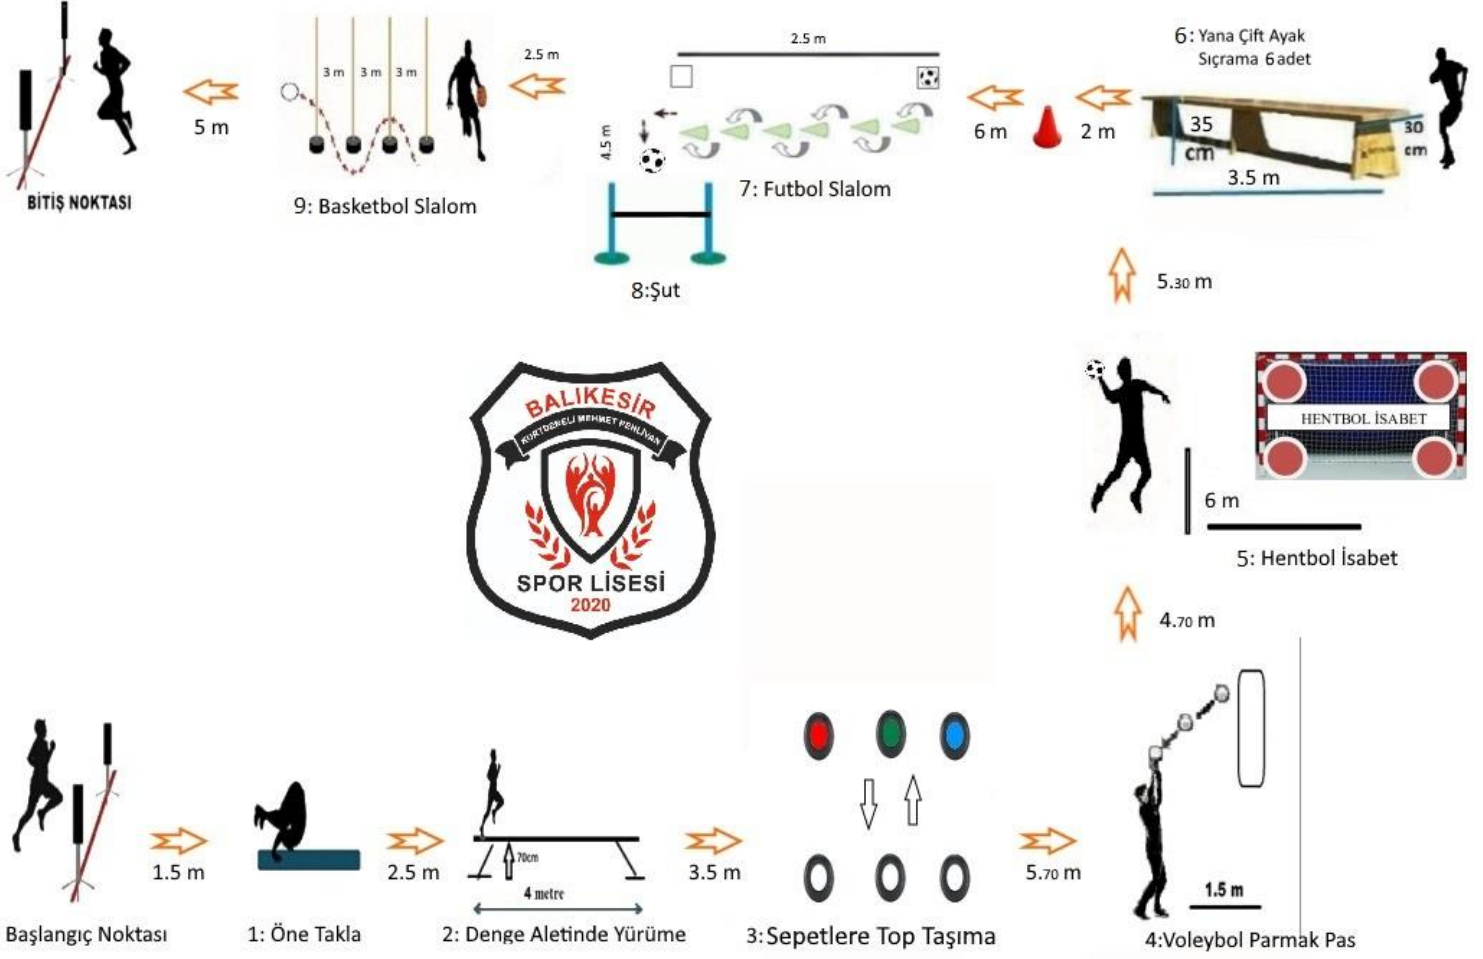 BİTİŞ NOKTASI
5 m
3 m
3 m
3 m
9: Basketbol Slalom
2.5 m
2.5 m
4.5 m
7: Futbol Slalom
8:Şut
6 m
2 m
6: Yana Çift Ayak
Sıçrama 6 adet
35
cm
30
cm
3.5 m
5.30 m
HENTBOL İSABET
6 m
5: Hentbol İsabet
4.70 m
BALIKESİR
KURTDERELİ MEHMET PEHLİVAN
SPOR LİSESİ
2020
Başlangıç Noktası
1.5 m
1: Öne Takla
2.5 m
70cm
4 metre
2: Denge Aletinde Yürüme
3.5 m
3: Sepetlere Top Taşıma
5.70 m
1.5 m
4:Voleybol Parmak Pas